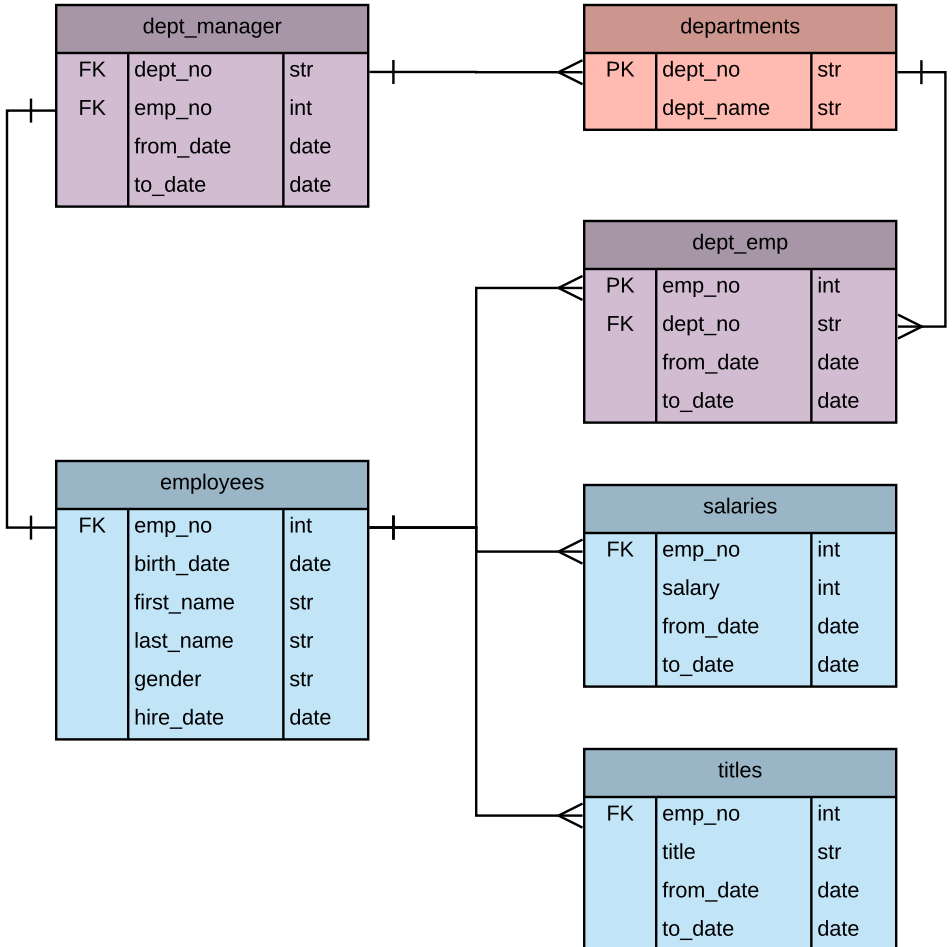 dept_manager
FK dept_no str
FK emp_no int
from_date date
to_date date
departments
PK dept_no str
dept_name str
dept_emp
PK emp_no int
FK dept_no str
from_date date
to_date date
employees
FK emp_no int
birth_date date
first_name str
last_name str
gender str
hire_date date
salaries
FK emp_no int
salary int
from_date date
to_date date
titles
FK emp_no int
title str
from_date date
to_date date